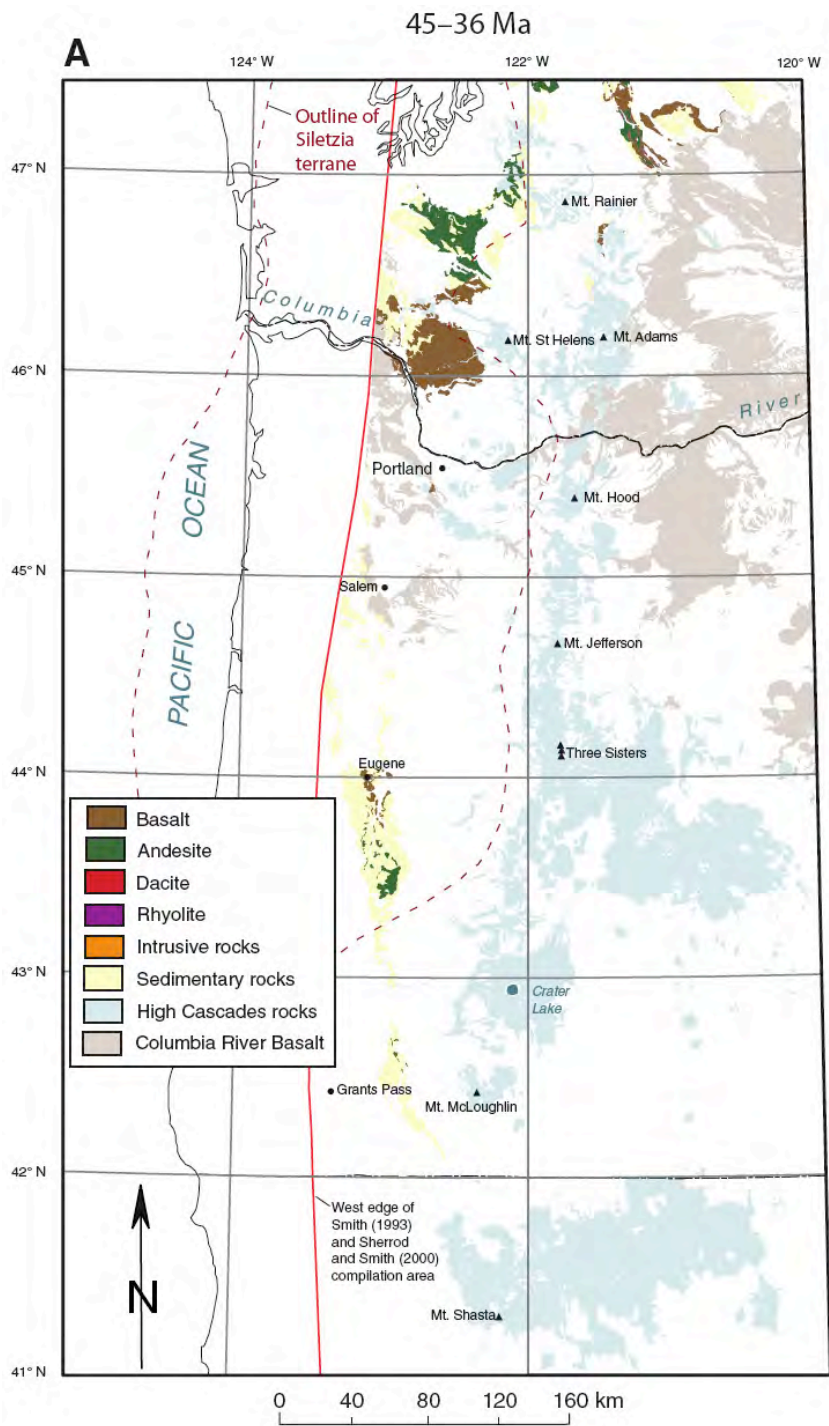 45–36 Ma
A
124° W
122° W
120° W
Outline of
Siletzia
terrane
47° N
Mt. Rainier
Columbia
Mt. St Helens
Mt. Adams
46° N
River
Portland
OCEAN
Mt. Hood
45° N
Salem
PACIFIC
Mt. Jefferson
Three Sisters
Eugene
44° N
Basalt
Andesite
Dacite
Rhyolite
Intrusive rocks
Sedimentary rocks
High Cascades rocks
Columbia River Basalt
43° N
Crater
Lake
Grants Pass
Mt. McLoughlin
42° N
West edge of
Smith (1993)
and Sherrod
and Smith (2000)
compilation area
N
Mt. Shasta
41° N
0 40 80 120 160 km